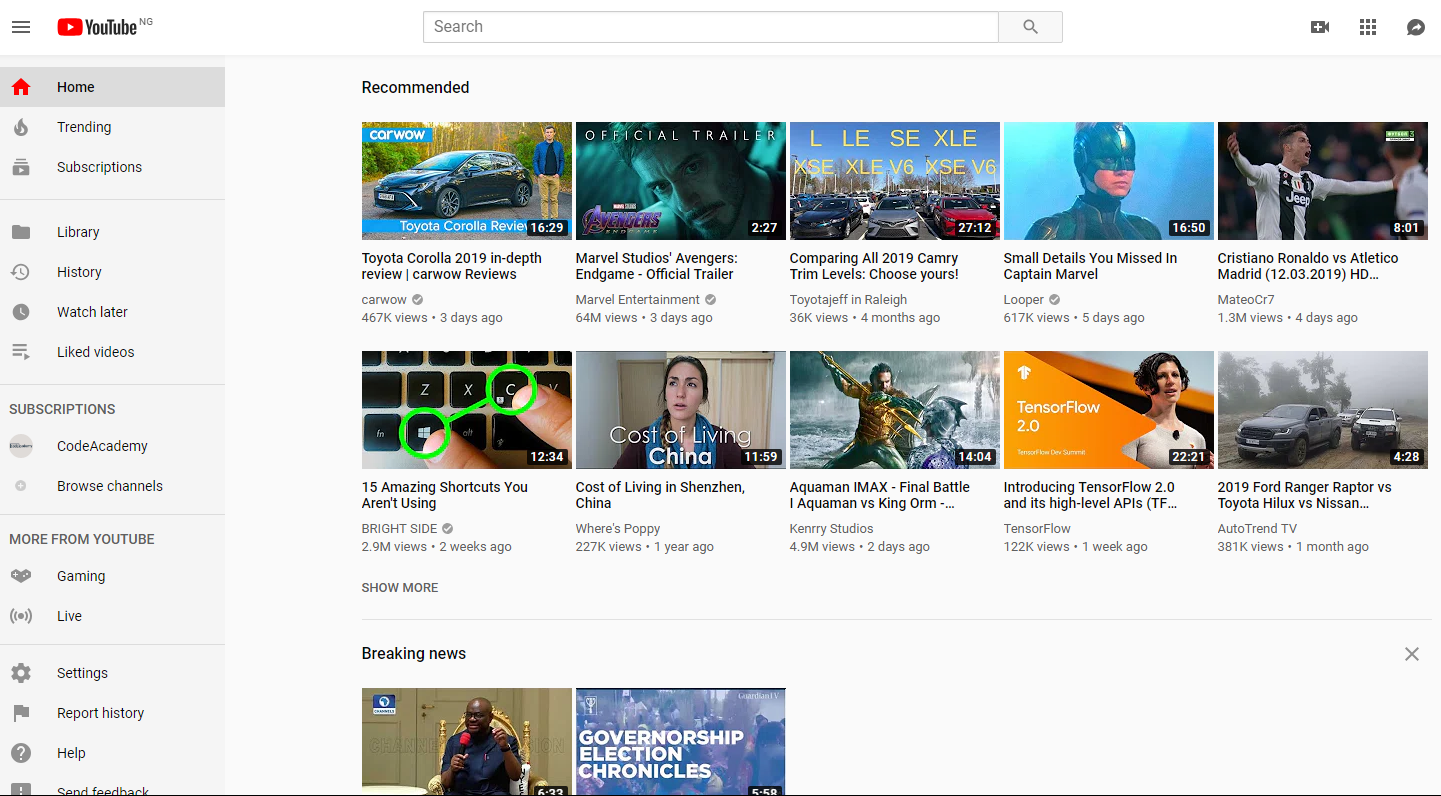 YouTube NG
Search
Home
Trending
Subscriptions
Library
History
Watch later
Liked videos
SUBSCRIPTIONS
CodeAcademy
Browse channels
MORE FROM YOUTUBE
Gaming
Live
Settings
Report history
Help
Send feedback
Recommended
carwow
Toyota Corolla Review
16:29
OFFICIAL TRAILER
MARVEL STUDIOS
AVENGERS
ENDGAME
2:27
L LE SE XLE
XSE XLE V6 XSE V6
27:12
16:50
Jeep
8:01
Toyota Corolla 2019 in-depth
review | carwow Reviews
carwow
467K views • 3 days ago
Marvel Studios' Avengers:
Endgame - Official Trailer
Marvel Entertainment
64M views • 3 days ago
Comparing All 2019 Camry
Trim Levels: Choose yours!
Toyotajeff in Raleigh
36K views • 4 months ago
Small Details You Missed In
Captain Marvel
Looper
617K views • 5 days ago
Cristiano Ronaldo vs Atletico
Madrid (12.03.2019) HD…
MateoCr7
1.3M views • 4 days ago
Z X C V
fn alt
12:34
Cost of Living
China
11:59
14:04
TensorFlow
2.0
TensorFlow Dev Summit
22:21
4:28
15 Amazing Shortcuts You
Aren't Using
BRIGHT SIDE
2.9M views • 2 weeks ago
Cost of Living in Shenzhen,
China
Where's Poppy
227K views • 1 year ago
Aquaman IMAX - Final Battle
I Aquaman vs King Orm -…
Kenrry Studios
4.9M views • 2 days ago
Introducing TensorFlow 2.0
and its high-level APIs (TF…
TensorFlow
122K views • 1 week ago
2019 Ford Ranger Raptor vs
Toyota Hilux vs Nissan…
AutoTrend TV
381K views • 1 month ago
SHOW MORE
Breaking news
CHANNELS
6:33
GuardianTV
GOVERNORSHIP
ELECTION
CHRONICLES
5:58